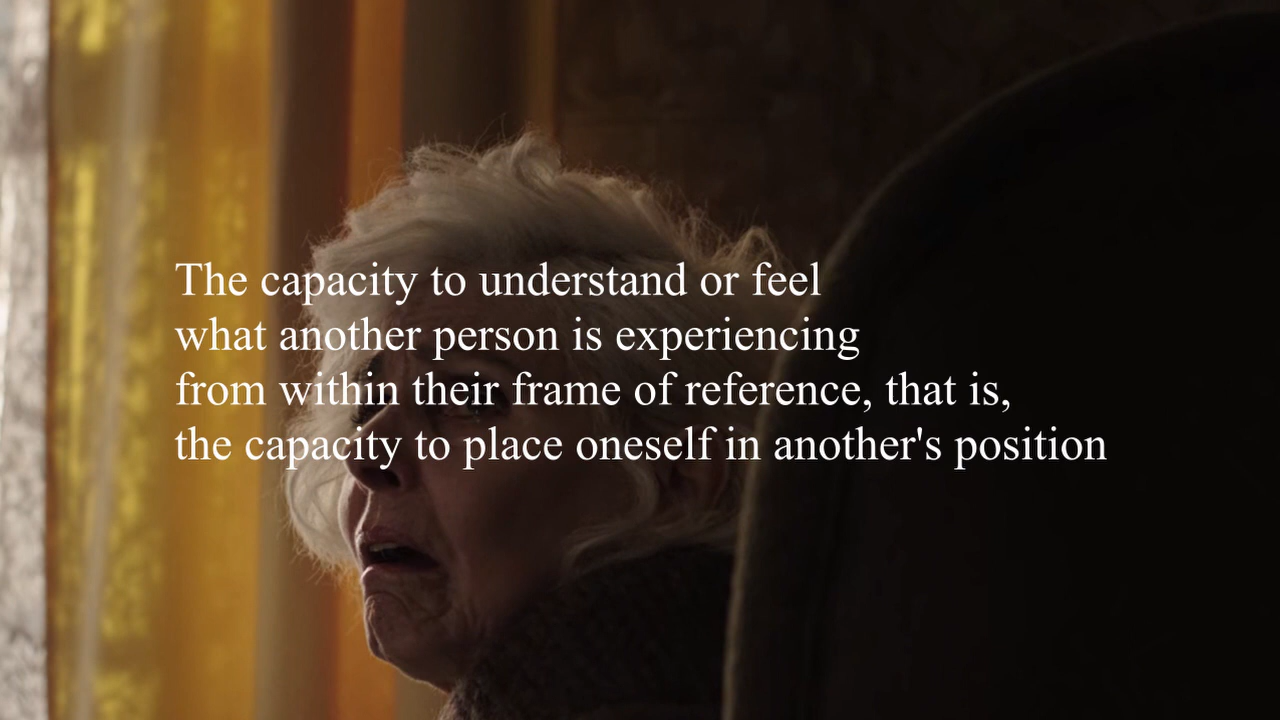 The capacity to understand or feel
what another person is experiencing
from within their frame of reference, that is,
the capacity to place oneself in another's position